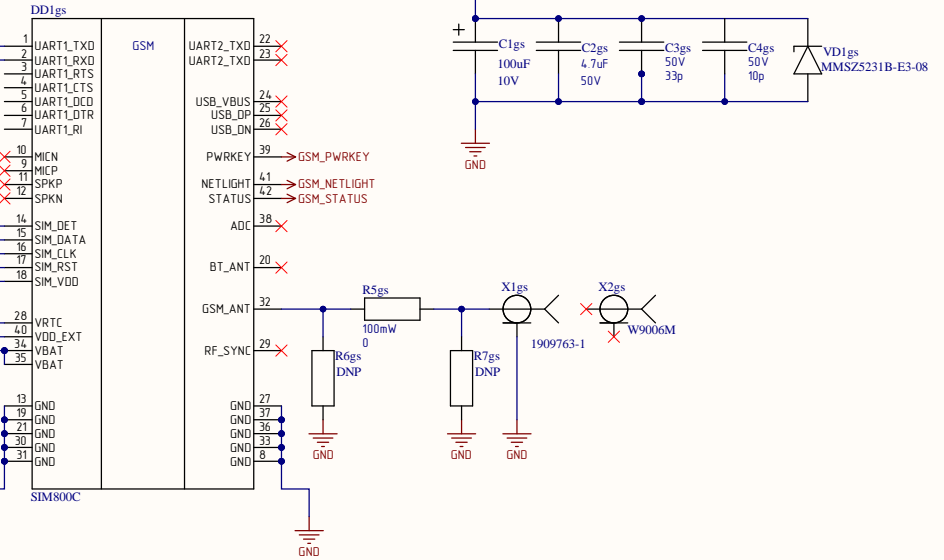 DD1gs
GSM
1 UART1_TXD
2 UART1_RXD
3 UART1_RTS
4 UART1_CTS
5 UART1_DCD
6 UART1_DTR
7 UART1_RI
10 MICN
9 MICP
11 SPKP
12 SPKN
14 SIM_DET
15 SIM_DATA
16 SIM_CLK
17 SIM_RST
18 SIM_VDD
28 VRTC
40 VDD_EXT
34 VBAT
35 VBAT
13 GND
19 GND
21 GND
30 GND
31 GND
UART2_TXD 22
UART2_TXD 23
USB_VBUS 24
USB_DP 25
USB_DN 26
PWRKEY 39 GSM_PWRKEY
NETLIGHT 41 GSM_NETLIGHT
STATUS 42 GSM_STATUS
ADC 38
BT_ANT 20
GSM_ANT 32
RF_SYNC 29
GND 27
GND 37
GND 36
GND 33
GND 8
SIM800C
GND
R5gs
100mW
0
R6gs
DNP
GND
R7gs
DNP
GND
X1gs
1909763-1
GND
X2gs
W9006M
+
C1gs
100uF
10V
C2gs
4.7uF
50V
C3gs
50V
33p
C4gs
50V
10p
VD1gs
MMSZ5231B-E3-08
GND